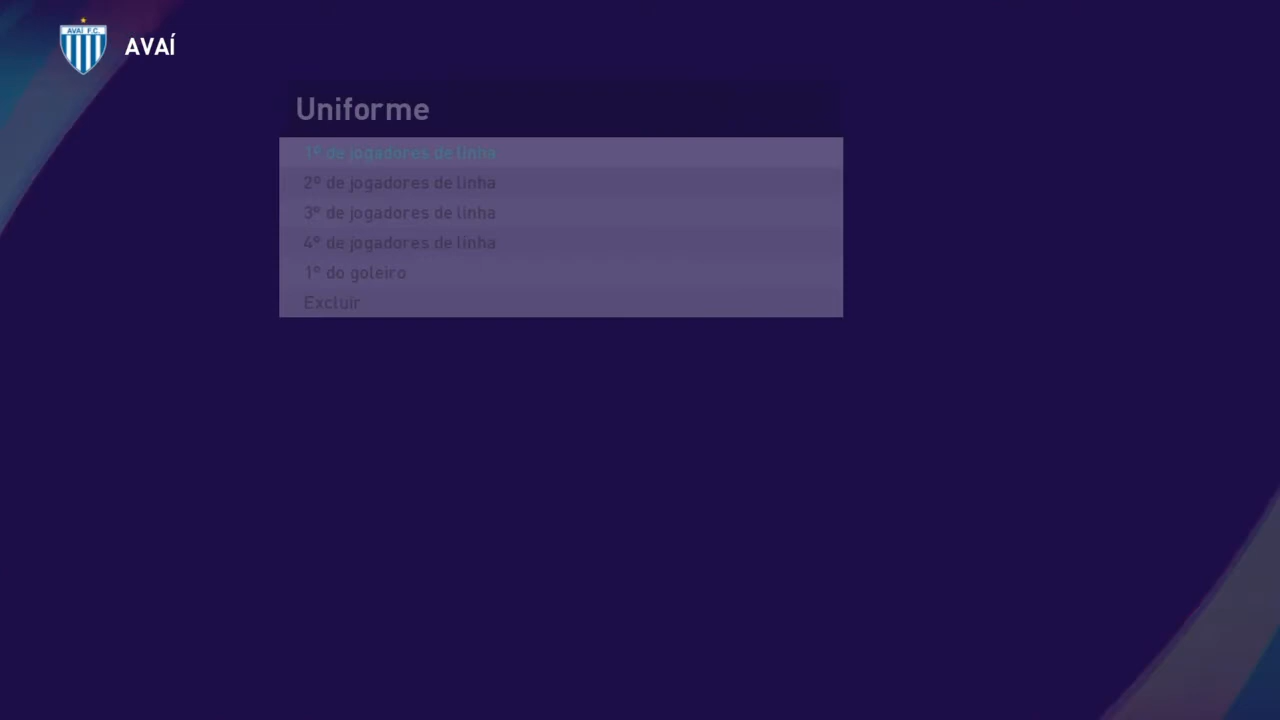 AVAÍ F.C.
AVAÍ
Uniforme
1º de jogadores de linha
2º de jogadores de linha
3º de jogadores de linha
4º de jogadores de linha
1º do goleiro
Excluir